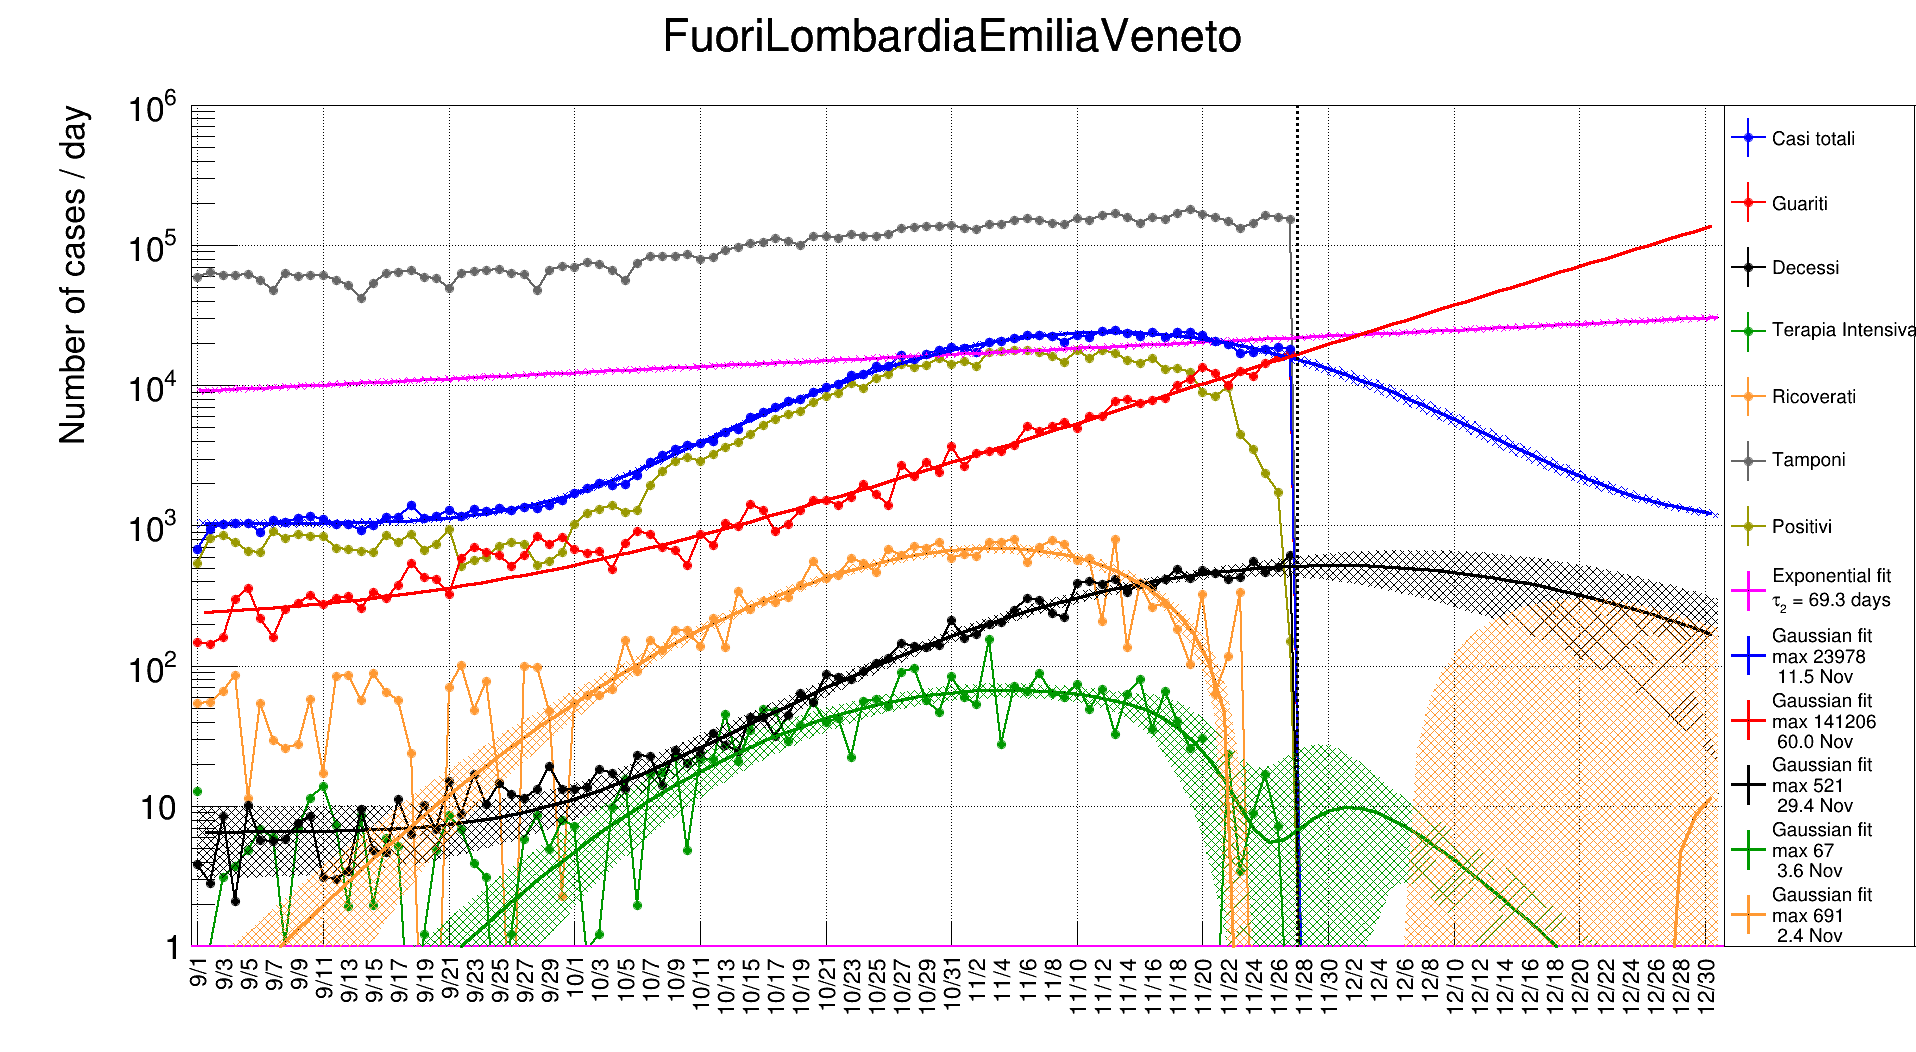 FuoriLombardiaEmiliaVeneto
Number of cases / day
10^6
10^5
10^4
10^3
10^2
10
1
9/1 9/3 9/5 9/7 9/9 9/11 9/13 9/15 9/17 9/19 9/21 9/23 9/25 9/27 9/29 10/1 10/3 10/5 10/7 10/9 10/11 10/13 10/15 10/17 10/19 10/21 10/23 10/25 10/27 10/29 10/31 11/2 11/4 11/6 11/8 11/10 11/12 11/14 11/16 11/18 11/20 11/22 11/24 11/26 11/28 11/30 12/2 12/4 12/6 12/8 12/10 12/12 12/14 12/16 12/18 12/20 12/22 12/24 12/26 12/28 12/30
Casi totali
Guariti
Decessi
Terapia Intensiva
Ricoverati
Tamponi
Positivi
Exponential fit
τ_2 = 69.3 days
Gaussian fit
max 23978
11.5 Nov
Gaussian fit
max 141206
60.0 Nov
Gaussian fit
max 521
29.4 Nov
Gaussian fit
max 67
3.6 Nov
Gaussian fit
max 691
2.4 Nov